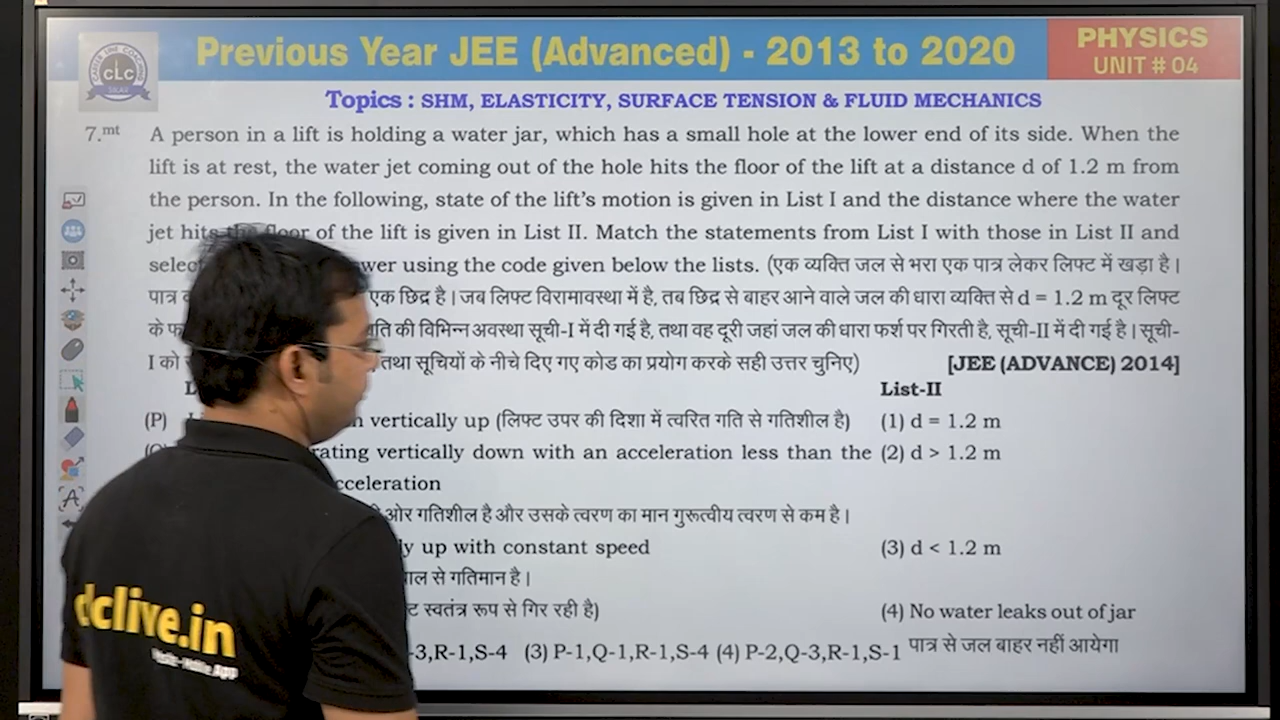 Previous Year JEE (Advanced) - 2013 to 2020
PHYSICS
UNIT # 04
CLC
Topics : SHM, ELASTICITY, SURFACE TENSION & FLUID MECHANICS
7.mt A person in a lift is holding a water jar, which has a small hole at the lower end of its side. When the
lift is at rest, the water jet coming out of the hole hits the floor of the lift at a distance d of 1.2 m from
the person. In the following, state of the lift's motion is given in List I and the distance where the water
jet hits the floor of the lift is given in List II. Match the statements from List I with those in List II and
wer using the code given below the lists. (एक व्यक्ति जल से भरा एक पात्र लेकर लिफ्ट में खड़ा है।
पात्र एक छिद्र है। जब लिफ्ट विरामावस्था में है, तब छिद्र से बाहर आने वाले जल की धारा व्यक्ति से d = 1.2 m दूर लिफ्ट
के ति की विभिन्न अवस्था सूची-I में दी गई है, तथा वह दूरी जहां जल की धारा फर्श पर गिरती है, सूची-II में दी गई है। सूची-
I को तथा सूचियों के नीचे दिए गए कोड का प्रयोग करके सही उत्तर चुनिए) [JEE (ADVANCE) 2014]
List-II
(P) vertically up (लिफ्ट उपर की दिशा में त्वरित गति से गतिशील है) (1) d = 1.2 m
rating vertically down with an acceleration less than the (2) d > 1.2 m
cceleration
ओर गतिशील है और उसके त्वरण का मान गुरूत्वीय त्वरण से कम है।
ly up with constant speed (3) d < 1.2 m
ाल से गतिमान है।
स्वतंत्र रूप से गिर रही है) (4) No water leaks out of jar
-3,R-1,S-4 (3) P-1,Q-1,R-1,S-4 (4) P-2,Q-3,R-1,S-1 पात्र से जल बाहर नहीं आयेगा
dclive.in